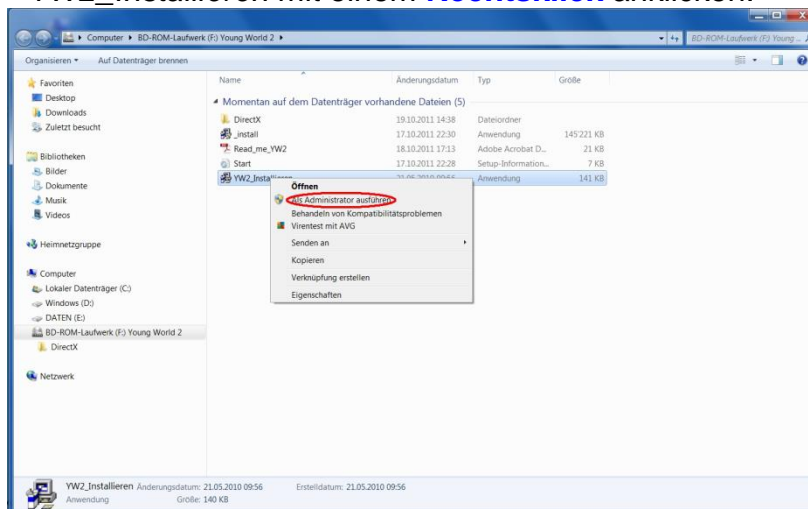 YW2_Installieren mit einem Rechtsklick anklicken.
Computer ▸ BD-ROM-Laufwerk (F:) Young World 2 ▸
BD-ROM-Laufwerk (F:) Young ...
Organisieren ▾ Auf Datenträger brennen
Favoriten
Desktop
Downloads
Zuletzt besucht
Bibliotheken
Bilder
Dokumente
Musik
Videos
Heimnetzgruppe
Computer
Lokaler Datenträger (C:)
Windows (D:)
DATEN (E:)
BD-ROM-Laufwerk (F:) Young World 2
DirectX
Netzwerk
Name Änderungsdatum Typ Größe
Momentan auf dem Datenträger vorhandene Dateien (5)
DirectX 19.10.2011 14:38 Dateiordner
_install 17.10.2011 22:30 Anwendung 145'221 KB
Read_me_YW2 18.10.2011 17:13 Adobe Acrobat D... 21 KB
Start 17.10.2011 22:28 Setup-Information... 7 KB
YW2_Installieren 21.05.2010 09:56 Anwendung 141 KB
Öffnen
Als Administrator ausführen
Behandeln von Kompatibilitätsproblemen
Virentest mit AVG
Senden an
Kopieren
Verknüpfung erstellen
Eigenschaften
YW2_Installieren Änderungsdatum: 21.05.2010 09:56 Erstelldatum: 21.05.2010 09:56
Anwendung Größe: 140 KB